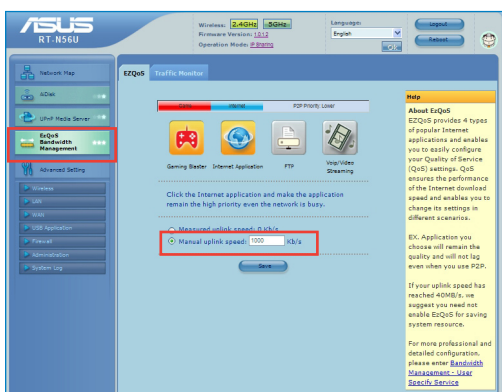 ASUS
RT-N56U
Wireless: 2.4GHz 5GHz
Firmware Version: 1.0.1.2
Operation Mode: IP Sharing
Language:
English
Logout
Reboot
Network Map
AiDisk
UPnP Media Server
EzQoS
Bandwidth
Management
Advanced Setting
Wireless
LAN
WAN
USB Application
Firewall
Administration
System Log
EZQoS
Traffic Monitor
Game
Internet
P2P Priority Lower
Gaming Blaster
Internet Application
FTP
Voip/Video
Streaming
Click the Internet application and make the application
remain the high priority even the network is busy.
Measured uplink speed: 0 Kb/s
Manual uplink speed: 1000 Kb/s
Save
Help
About EzQoS
EZQoS provides 4 types
of popular Internet
applications and enables
you to easily configure
your Quality of Service
(QoS) settings. QoS
ensures the performance
of the Internet download
speed and enables you to
change its settings in
different scenarios.
EX. Application you
choose will remain the
quality and will not lag
even when you use P2P.
If your uplink speed has
reached 40MB/s, we
suggest you need not
enable EzQoS for saving
system resource.
For more professional and
detailed configuration,
please enter Bandwidth
Management - User
Specify Service